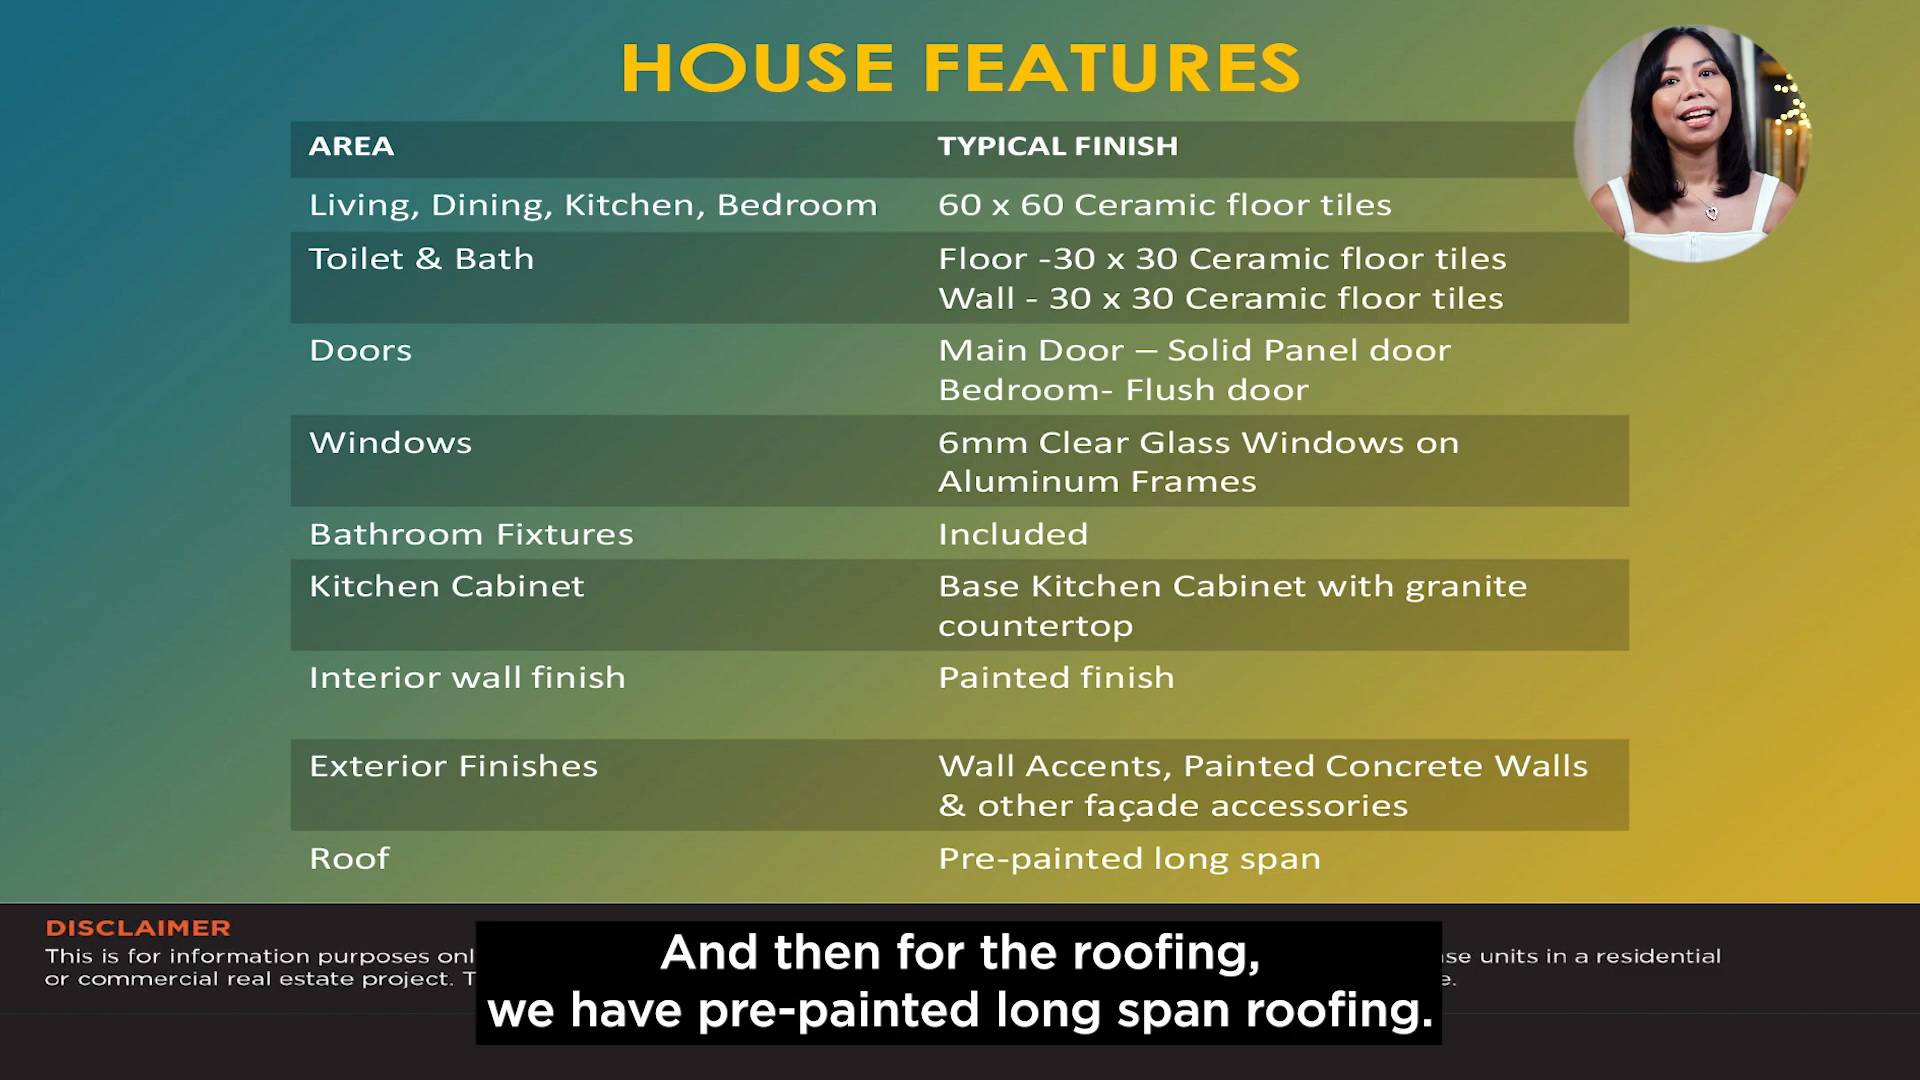 HOUSE FEATURES
AREA TYPICAL FINISH
Living, Dining, Kitchen, Bedroom 60 x 60 Ceramic floor tiles
Toilet & Bath Floor -30 x 30 Ceramic floor tiles
Wall - 30 x 30 Ceramic floor tiles
Doors Main Door – Solid Panel door
Bedroom- Flush door
Windows 6mm Clear Glass Windows on
Aluminum Frames
Bathroom Fixtures Included
Kitchen Cabinet Base Kitchen Cabinet with granite
countertop
Interior wall finish Painted finish
Exterior Finishes Wall Accents, Painted Concrete Walls
& other façade accessories
Roof Pre-painted long span
DISCLAIMER
This is for information purposes units in a residential
or commercial real estate project.
And then for the roofing,
we have pre-painted long span roofing.